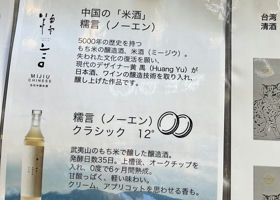 中国の「米酒」
糯言(ノーエン)
5000年の歴史を持つ
もち米の醸造酒、米酒(ミージウ)。
失われた文化の復活を願い、
現代のデザイナー黄 禹(Huang Yu)が
日本酒、ワインの醸造技術を取り入れ、
醸し上げた作品です。
糯言
MIJIU
CHINESE
糯言(ノーエン)
クラシック 12°
武夷山のもち米で醸した醸造酒。
発酵日数35日。上槽後、オークチップを
入れ、0度で6ヶ月間熟成。
甘酸っぱく、軽い味わい。
クリーム、アプリコットを思わせる香も。
台湾
清酒